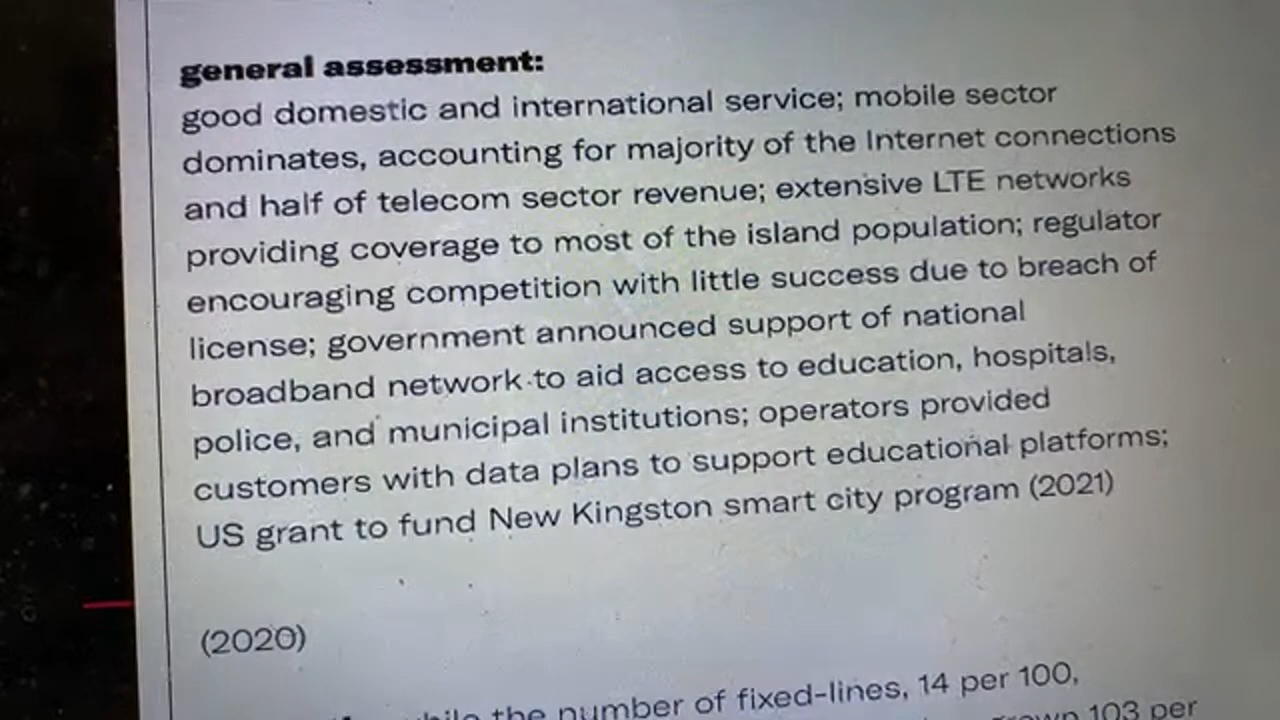 general assessment:
good domestic and international service; mobile sector
dominates, accounting for majority of the Internet connections
and half of telecom sector revenue; extensive LTE networks
providing coverage to most of the island population; regulator
encouraging competition with little success due to breach of
license; government announced support of national
broadband network to aid access to education, hospitals,
police, and municipal institutions; operators provided
customers with data plans to support educational platforms;
US grant to fund New Kingston smart city program (2021)
(2020)
the number of fixed-lines, 14 per 100,
103 per